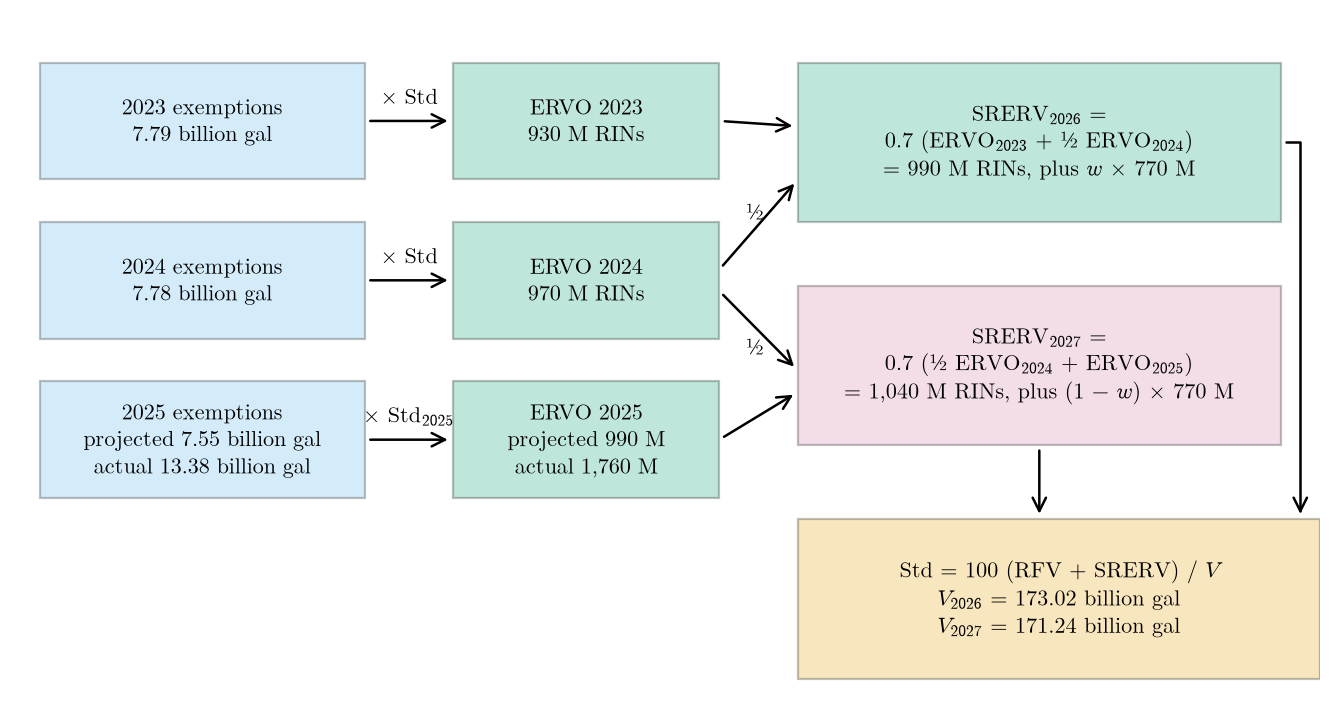 2023 exemptions
7.79 billion gal
× Std
ERVO 2023
930 M RINs
SRERV₂₀₂₆ =
0.7 (ERVO₂₀₂₃ + ½ ERVO₂₀₂₄)
= 990 M RINs, plus w × 770 M
2024 exemptions
7.78 billion gal
× Std
ERVO 2024
970 M RINs
½
½
SRERV₂₀₂₇ =
0.7 (½ ERVO₂₀₂₄ + ERVO₂₀₂₅)
= 1,040 M RINs, plus (1 − w) × 770 M
2025 exemptions
projected 7.55 billion gal
actual 13.38 billion gal
× Std₂₀₂₅
ERVO 2025
projected 990 M
actual 1,760 M
Std = 100 (RFV + SRERV) / V
V₂₀₂₆ = 173.02 billion gal
V₂₀₂₇ = 171.24 billion gal